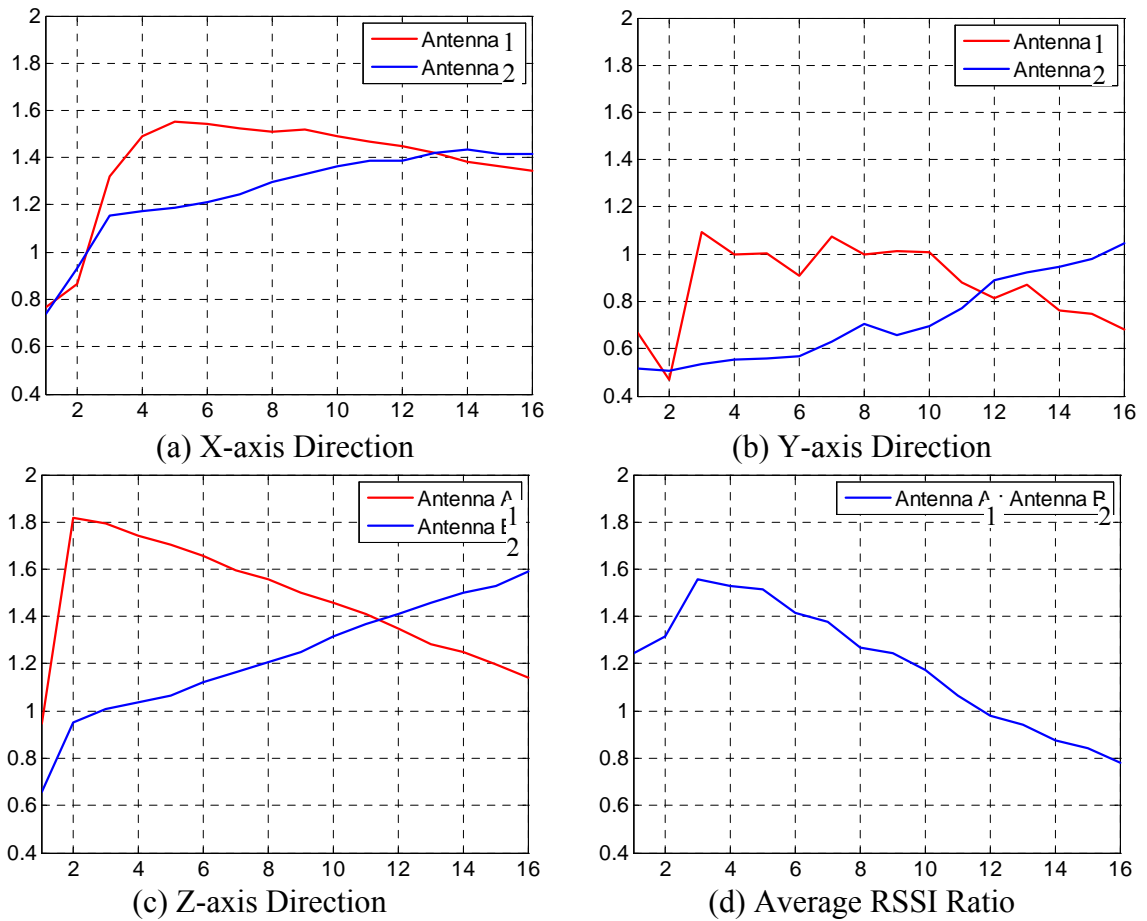 2
1.8
1.6
1.4
1.2
1
0.8
0.6
0.4
2 4 6 8 10 12 14 16
Antenna 1
Antenna 2
(a) X-axis Direction
2
1.8
1.6
1.4
1.2
1
0.8
0.6
0.4
2 4 6 8 10 12 14 16
Antenna 1
Antenna 2
(b) Y-axis Direction
2
1.8
1.6
1.4
1.2
1
0.8
0.6
0.4
2 4 6 8 10 12 14 16
Antenna A
1
Antenna B
2
(c) Z-axis Direction
2
1.8
1.6
1.4
1.2
1
0.8
0.6
0.4
2 4 6 8 10 12 14 16
Antenna A : Antenna B
1 2
(d) Average RSSI Ratio